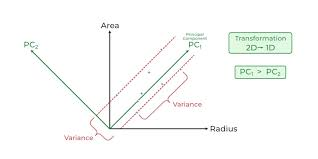 Area
PC₂
Principal
Component
PC₁
Transformation
2D→ 1D
PC₁ > PC₂
Variance
Variance
Radius